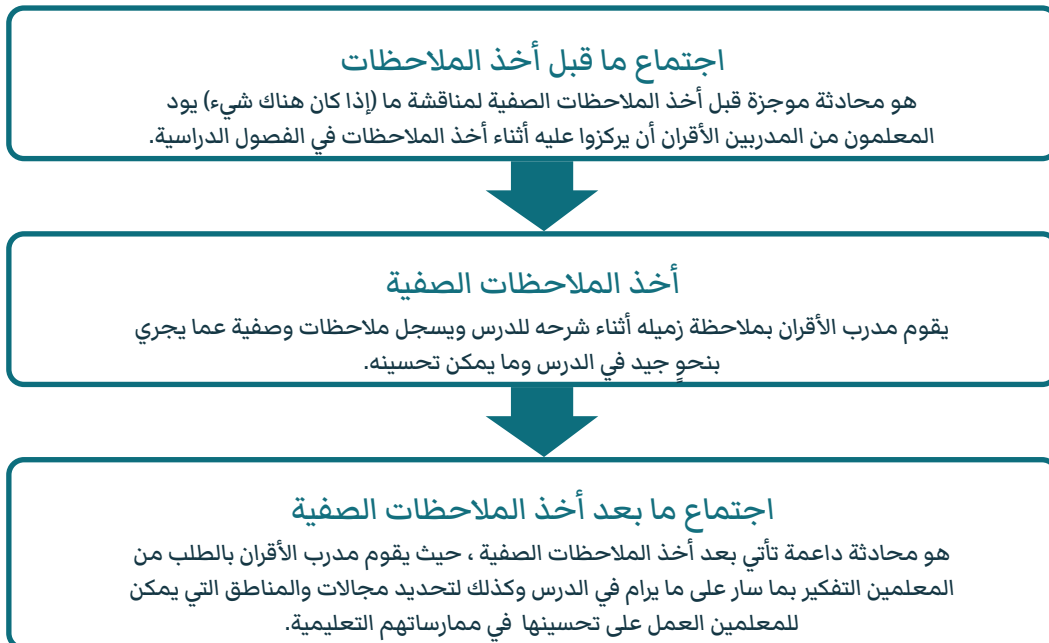 اجتماع ما قبل أخذ الملاحظات
هو محادثة موجزة قبل أخذ الملاحظات الصفية لمناقشة ما (إذا كان هناك شيء) يود
المعلمون من المدربين الأقران أن يركزوا عليه أثناء أخذ الملاحظات في الفصول الدراسية.
أخذ الملاحظات الصفية
يقوم مدرب الأقران بملاحظة زميله أثناء شرحه للدرس ويسجل ملاحظات وصفية عما يجري
بنحوٍ جيد في الدرس وما يمكن تحسينه.
اجتماع ما بعد أخذ الملاحظات الصفية
هو محادثة داعمة تأتي بعد أخذ الملاحظات الصفية ، حيث يقوم مدرب الأقران بالطلب من
المعلمين التفكير بما سار على ما يرام في الدرس وكذلك لتحديد مجالات والمناطق التي يمكن
للمعلمين العمل على تحسينها في ممارساتهم التعليمية.